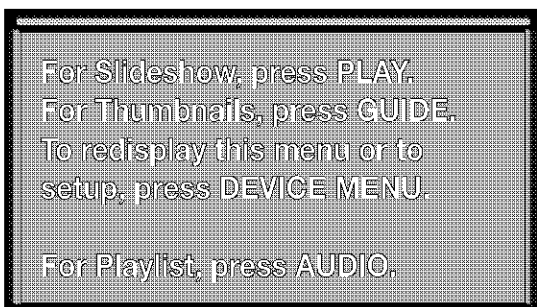 For Slideshow, press PLAY.
For Thumbnails, press GUIDE.
To redisplay this menu or to
setup, press DEVICE MENU.
For Playlist, press AUDIO.